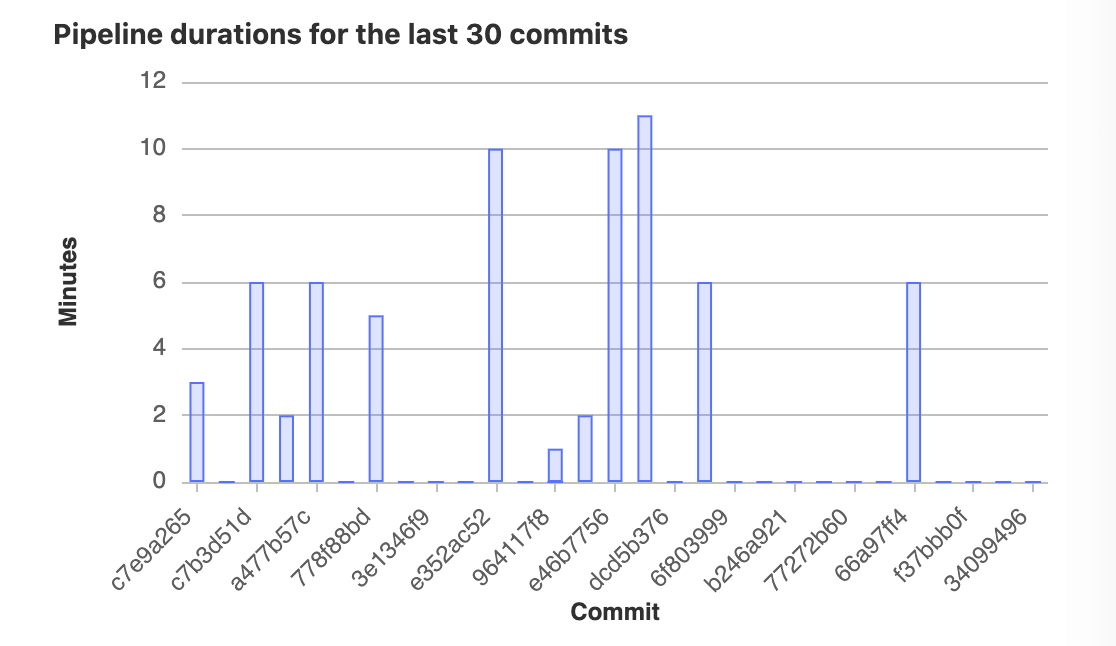 Pipeline durations for the last 30 commits
12
10
8
6
4
2
0
Minutes
c7e9a265
c7b3d51d
a477b57c
778f88bd
3e1346f9
e352ac52
964117f8
e46b7756
dcd5b376
6f803999
b246a921
77272b60
66a97ff4
f37bbb0f
34099496
Commit